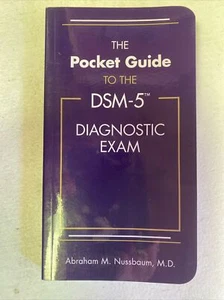 THE
Pocket Guide
TO THE
DSM-5™
DIAGNOSTIC
EXAM
Abraham M. Nussbaum, M.D.